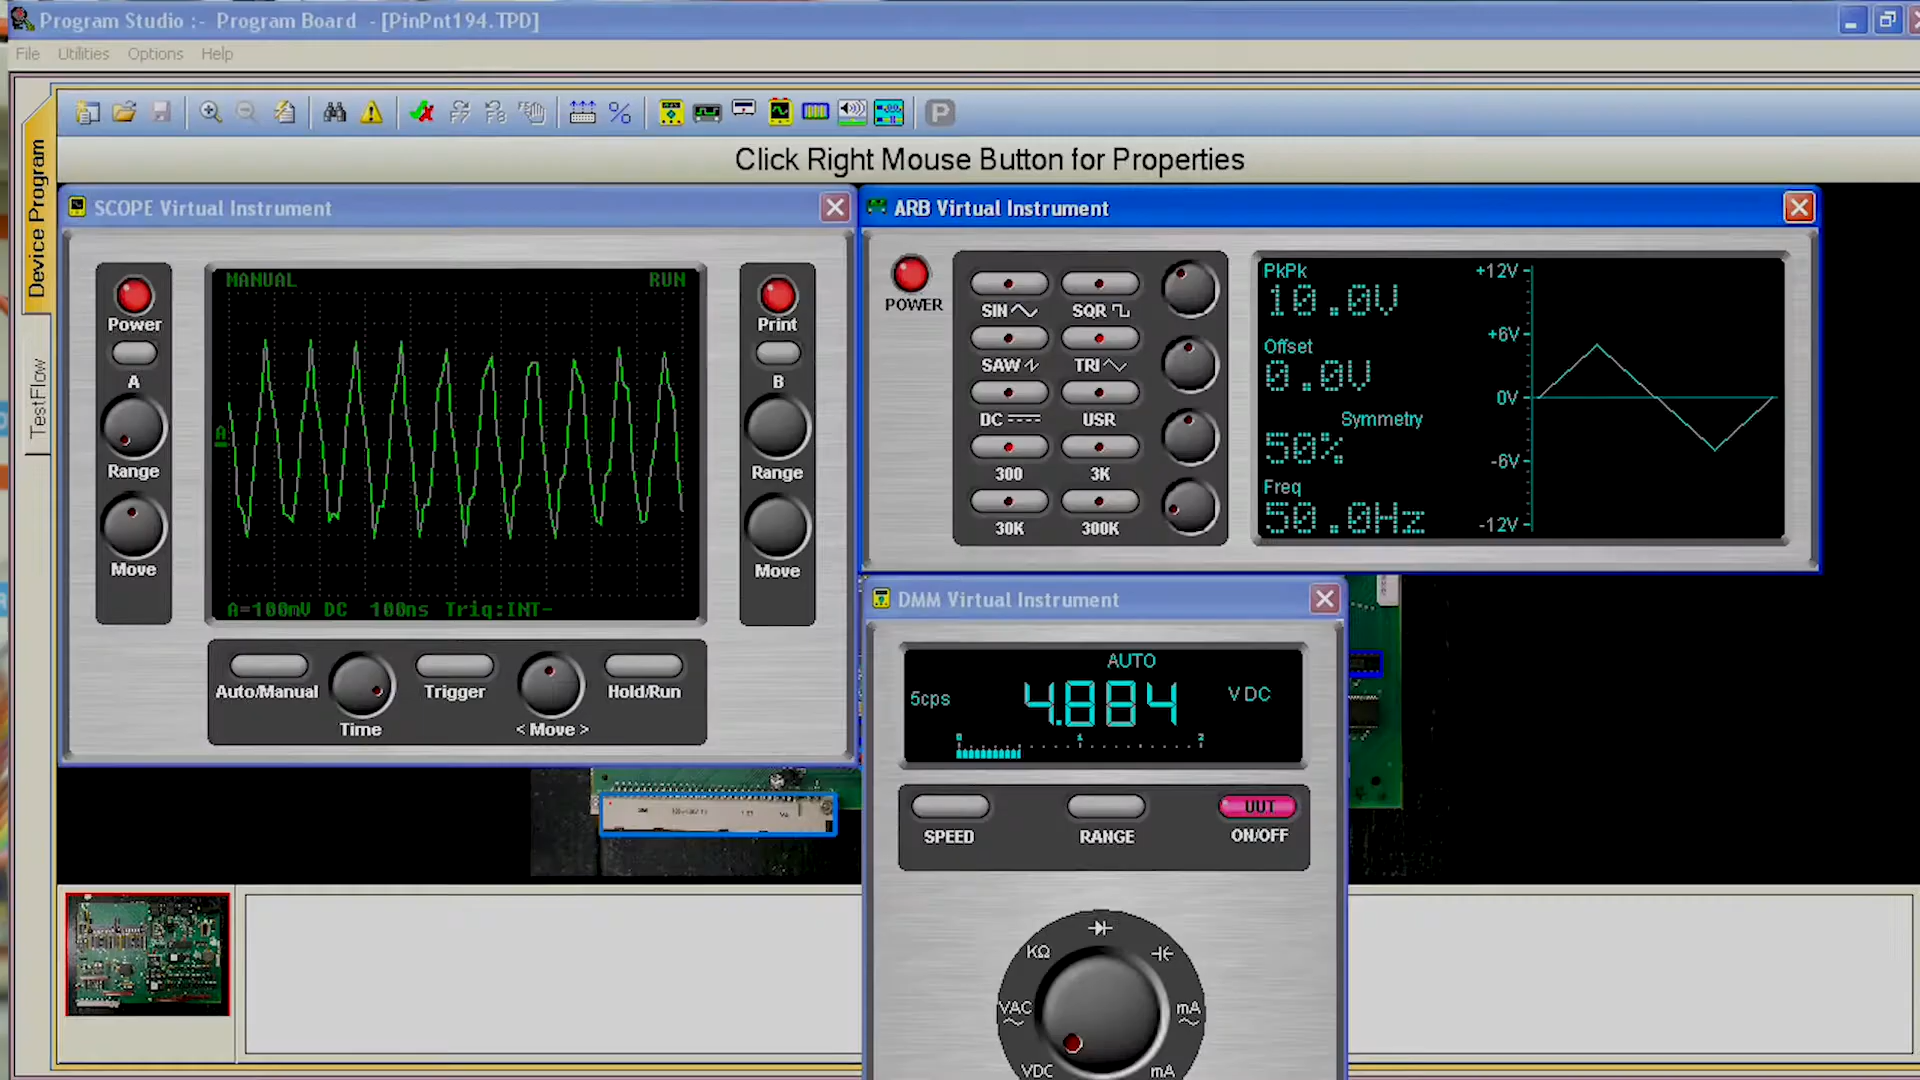 Program Studio :- Program Board - [PinPnt194.TPD]
File Utilities Options Help
P
Click Right Mouse Button for Properties
Device Program
TestFlow
SCOPE Virtual Instrument
MANUAL RUN
Power
A
Range
Move
A
A=100mV DC 100ns Trig:INT-
Print
B
Range
Move
Auto/Manual
Time
Trigger
< Move >
Hold/Run
ARB Virtual Instrument
POWER
SIN SQR
SAW TRI
DC USR
300 3K
30K 300K
PkPk
10.0V
Offset
0.0V
Symmetry
50%
Freq
50.0Hz
+12V
+6V
0V
-6V
-12V
DMM Virtual Instrument
AUTO
5cps 4.884 VDC
0 1 2
SPEED RANGE UUT
ON/OFF
KΩ
VAC mA
VDC mA